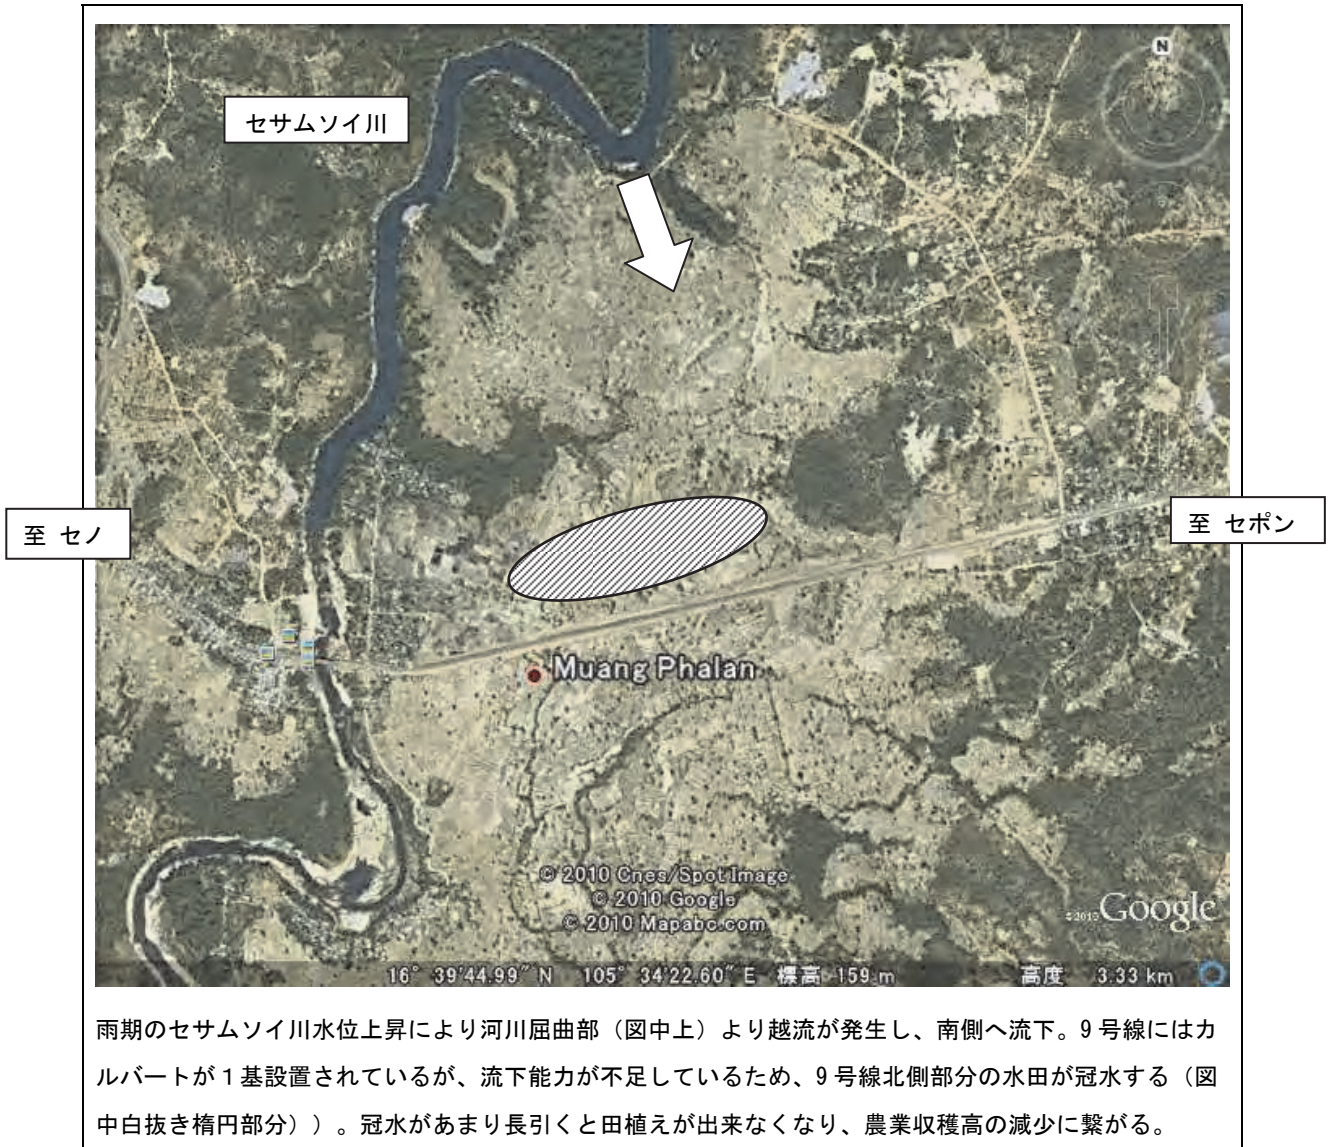 N
セサムソイ川
至 セノ
至 セポン
Muang Phalan
© 2010 Cnes/Spot Image
© 2010 Google
© 2010 Mapabc.com
©2010 Google
16° 39'44.99" N 105° 34'22.60" E 標高 159 m 高度 3.33 km
雨期のセサムソイ川水位上昇により河川屈曲部（図中上）より越流が発生し、南側へ流下。9 号線にはカ
ルバートが１基設置されているが、流下能力が不足しているため、9 号線北側部分の水田が冠水する（図
中白抜き楕円部分））。冠水があまり長引くと田植えが出来なくなり、農業収穫高の減少に繋がる。